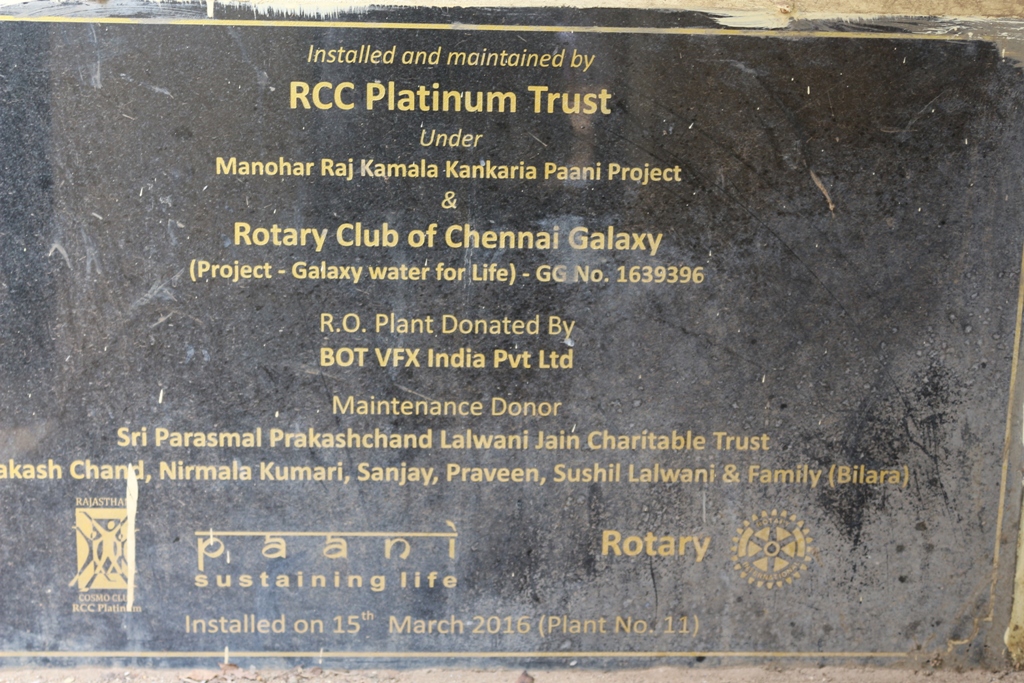 Installed and maintained by
RCC Platinum Trust
Under
Manohar Raj Kamala Kankaria Paani Project
&
Rotary Club of Chennai Galaxy
(Project - Galaxy water for Life) - GG No. 1639396
R.O. Plant Donated By
BOT VFX India Pvt Ltd
Maintenance Donor
Sri Parasmal Prakashchand Lalwani Jain Charitable Trust
akash Chand, Nirmala Kumari, Sanjay, Praveen, Sushil Lalwani & Family (Bilara)
COSMO
RCC Platinum
paani
sustaining life
Rotary
Installed on 15th March 2016 (Plant No. 11)